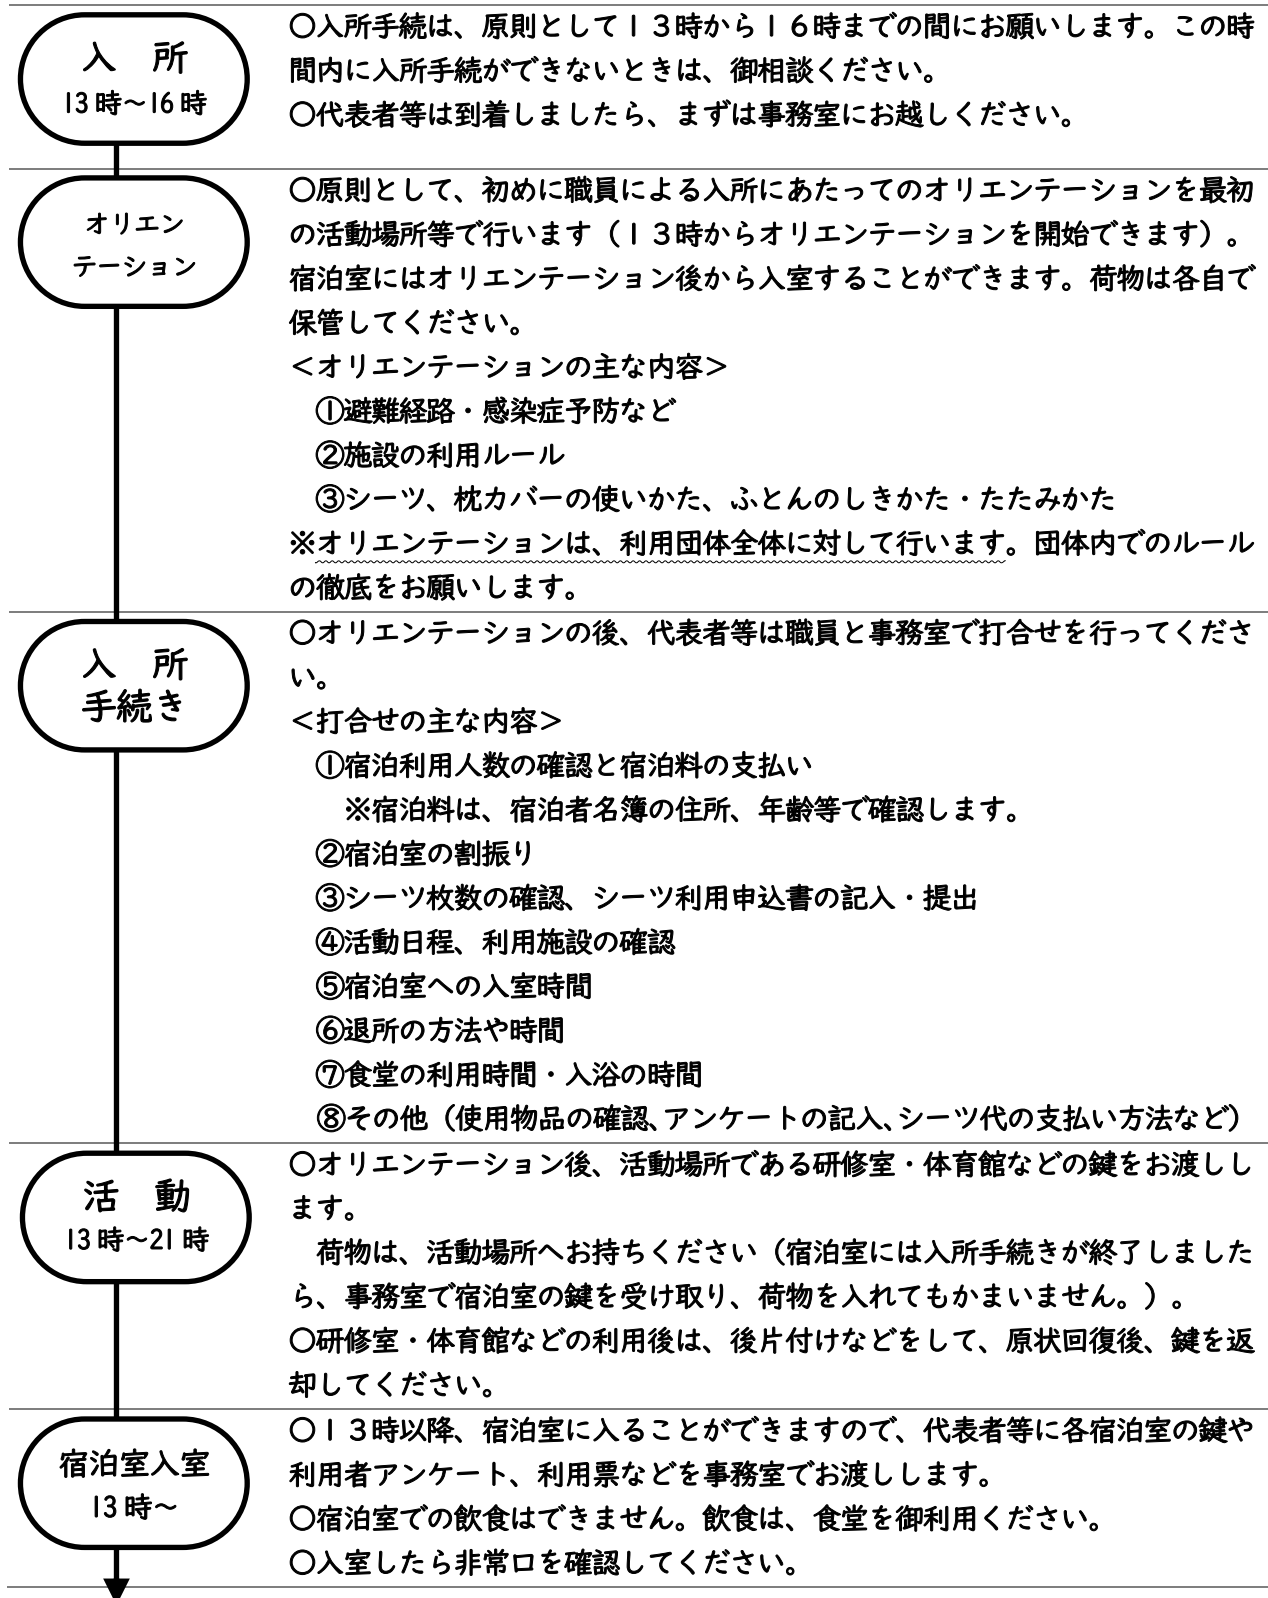 入　所
13時～16時
○入所手続は、原則として１３時から１６時までの間にお願いします。この時
間内に入所手続ができないときは、御相談ください。
○代表者等は到着しましたら、まずは事務室にお越しください。
オリエン
テーション
○原則として、初めに職員による入所にあたってのオリエンテーションを最初
の活動場所等で行います（１３時からオリエンテーションを開始できます）。
宿泊室にはオリエンテーション後から入室することができます。荷物は各自で
保管してください。
＜オリエンテーションの主な内容＞
①避難経路・感染症予防など
②施設の利用ルール
③シーツ、枕カバーの使いかた、ふとんのしきかた・たたみかた
※オリエンテーションは、利用団体全体に対して行います。団体内でのルール
の徹底をお願いします。
入　所
手続き
○オリエンテーションの後、代表者等は職員と事務室で打合せを行ってくださ
い。
＜打合せの主な内容＞
①宿泊利用人数の確認と宿泊料の支払い
※宿泊料は、宿泊者名簿の住所、年齢等で確認します。
②宿泊室の割振り
③シーツ枚数の確認、シーツ利用申込書の記入・提出
④活動日程、利用施設の確認
⑤宿泊室への入室時間
⑥退所の方法や時間
⑦食堂の利用時間・入浴の時間
⑧その他（使用物品の確認、アンケートの記入、シーツ代の支払い方法など）
活　動
13時～21時
○オリエンテーション後、活動場所である研修室・体育館などの鍵をお渡しし
ます。
荷物は、活動場所へお持ちください（宿泊室には入所手続きが終了しました
ら、事務室で宿泊室の鍵を受け取り、荷物を入れてもかまいません。）。
○研修室・体育館などの利用後は、後片付けなどをして、原状回復後、鍵を返
却してください。
宿泊室入室
13時～
○１３時以降、宿泊室に入ることができますので、代表者等に各宿泊室の鍵や
利用者アンケート、利用票などを事務室でお渡しします。
○宿泊室での飲食はできません。飲食は、食堂を御利用ください。
○入室したら非常口を確認してください。